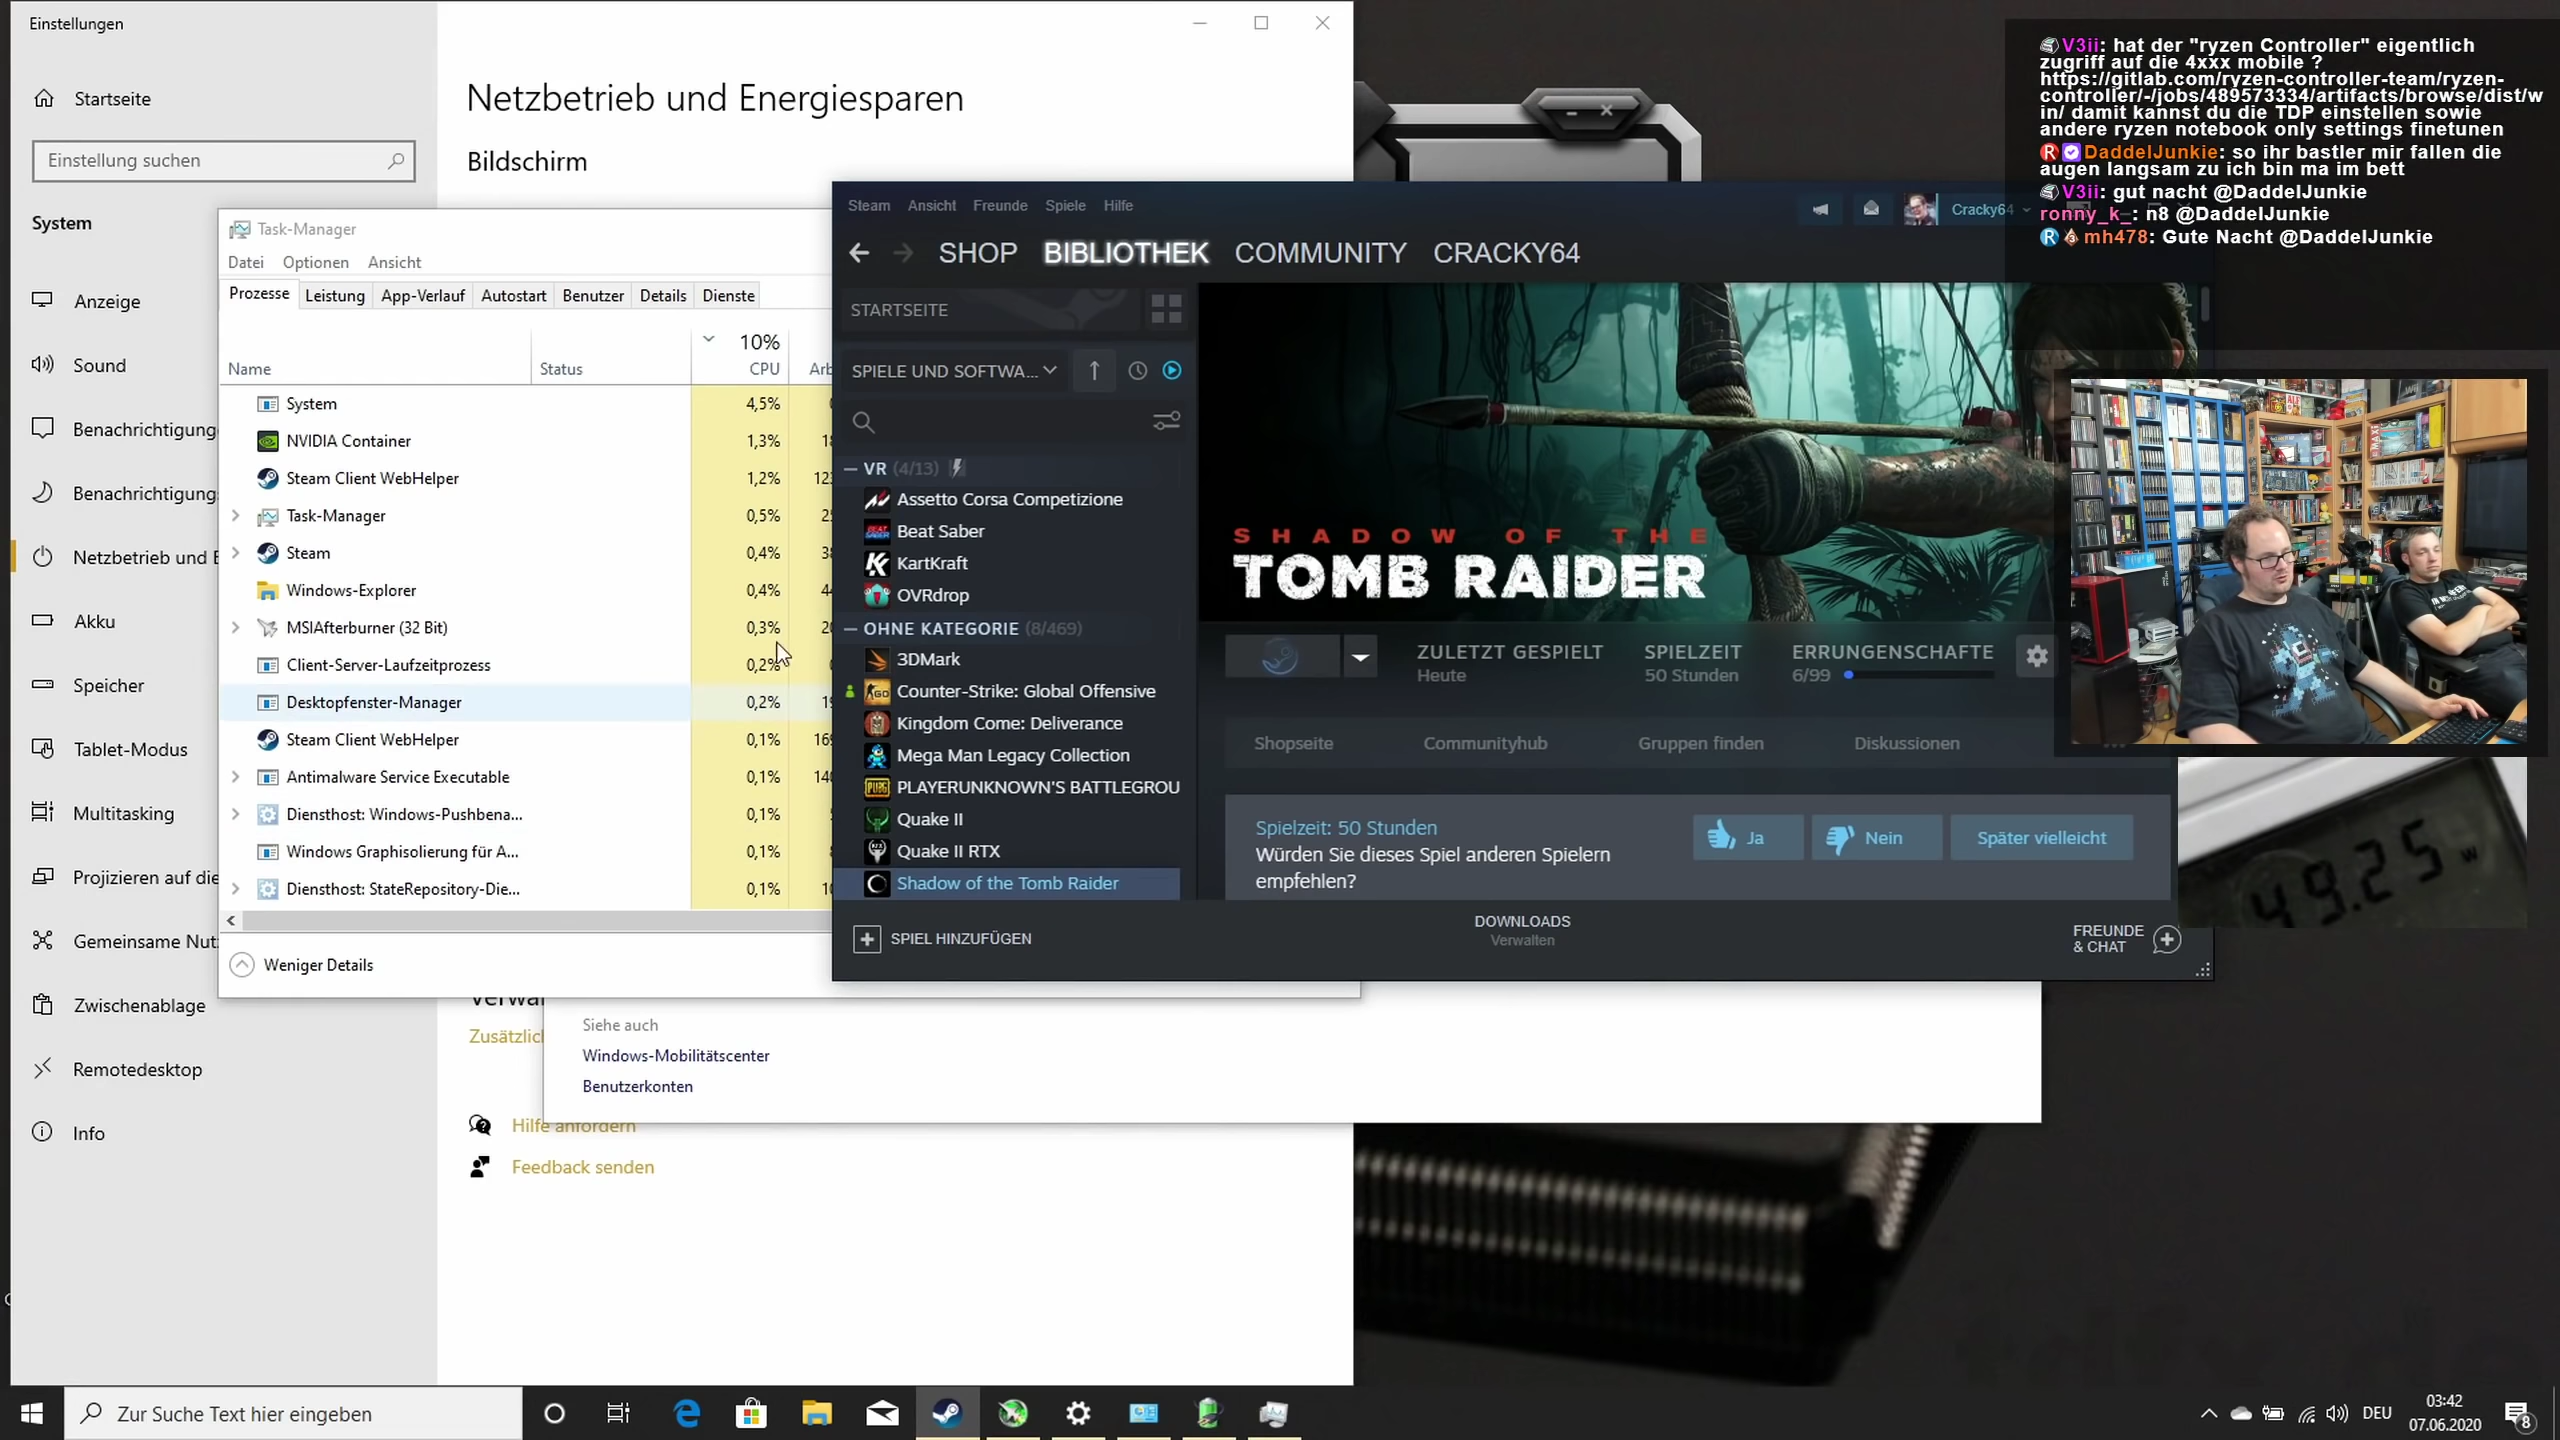 Einstellungen
Startseite
Einstellung suchen
System
Anzeige
Sound
Benachrichtigung
Benachrichtigung
Netzbetrieb und E
Akku
Speicher
Tablet-Modus
Multitasking
Projizieren auf die
Gemeinsame Nut
Zwischenablage
Remotedesktop
Info
Netzbetrieb und Energiesparen
Bildschirm
Zusätzlic
Siehe auch
Windows-Mobilitätscenter
Benutzerkonten
Hilfe anfordern
Feedback senden
Task-Manager
Datei Optionen Ansicht
Prozesse Leistung App-Verlauf Autostart Benutzer Details Dienste
10%
Name Status CPU Arb
System 4,5%
NVIDIA Container 1,3%
Steam Client WebHelper 1,2%
Task-Manager 0,5%
Steam 0,4%
Windows-Explorer 0,4%
MSIAfterburner (32 Bit) 0,3%
Client-Server-Laufzeitprozess 0,2%
Desktopfenster-Manager 0,2%
Steam Client WebHelper 0,1%
Antimalware Service Executable 0,1%
Diensthost: Windows-Pushbena... 0,1%
Windows Graphisolierung für A... 0,1%
Diensthost: StateRepository-Die... 0,1%
Weniger Details
Steam Ansicht Freunde Spiele Hilfe
Cracky64
SHOP BIBLIOTHEK COMMUNITY CRACKY64
STARTSEITE
SPIELE UND SOFTWA...
VR (4/13)
Assetto Corsa Competizione
Beat Saber
KartKraft
OVRdrop
OHNE KATEGORIE (8/469)
3DMark
Counter-Strike: Global Offensive
Kingdom Come: Deliverance
Mega Man Legacy Collection
PLAYERUNKNOWN'S BATTLEGROU
Quake II
Quake II RTX
Shadow of the Tomb Raider
SPIEL HINZUFÜGEN
SHADOW OF THE
TOMB RAIDER
ZULETZT GESPIELT SPIELZEIT ERRUNGENSCHAFTE
Heute 50 Stunden 6/99
Shopseite Communityhub Gruppen finden Diskussionen
Spielzeit: 50 Stunden
Würden Sie dieses Spiel anderen Spielern
empfehlen?
Ja Nein Später vielleicht
DOWNLOADS
Verwalten
FREUNDE
& CHAT
V3ii: hat der "ryzen Controller" eigentlich
zugriff auf die 4xxx mobile ?
https://gitlab.com/ryzen-controller-team/ryzen-
controller/-/jobs/489573334/artifacts/browse/dist/w
in/ damit kannst du die TDP einstellen sowie
andere ryzen notebook only settings finetunen
DaddelJunkie: so ihr bastler mir fallen die
augen langsam zu ich bin ma im bett
V3ii: gut nacht @DaddelJunkie
ronny_k_: n8 @DaddelJunkie
mh478: Gute Nacht @DaddelJunkie
49.25 w
Zur Suche Text hier eingeben
DEU
03:42
07.06.2020
8